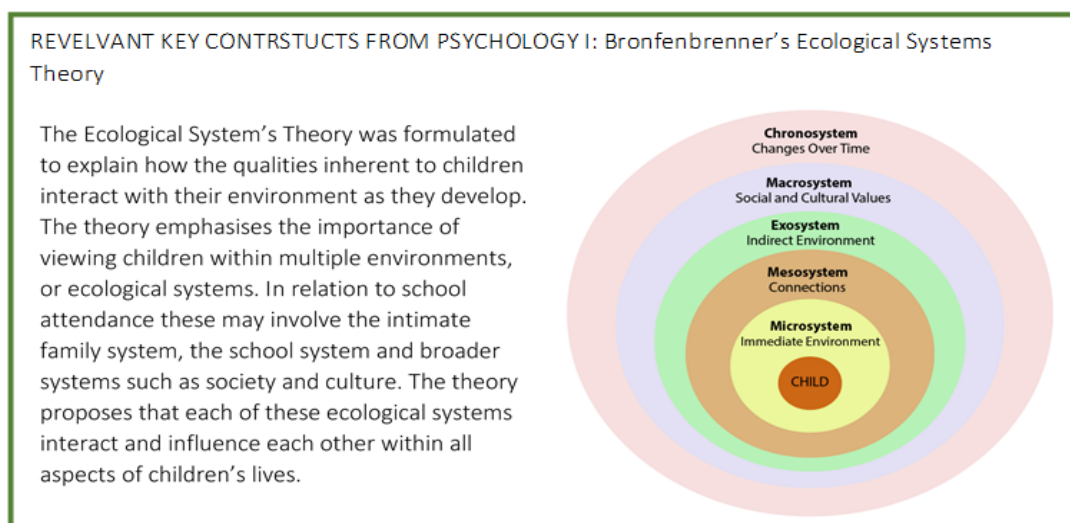 REVELVANT KEY CONTRSTUCTS FROM PSYCHOLOGY I: Bronfenbrenner’s Ecological Systems
Theory
The Ecological System’s Theory was formulated
to explain how the qualities inherent to children
interact with their environment as they develop.
The theory emphasises the importance of
viewing children within multiple environments,
or ecological systems. In relation to school
attendance these may involve the intimate
family system, the school system and broader
systems such as society and culture. The theory
proposes that each of these ecological systems
interact and influence each other within all
aspects of children’s lives.
Chronosystem
Changes Over Time
Macrosystem
Social and Cultural Values
Exosystem
Indirect Environment
Mesosystem
Connections
Microsystem
Immediate Environment
CHILD